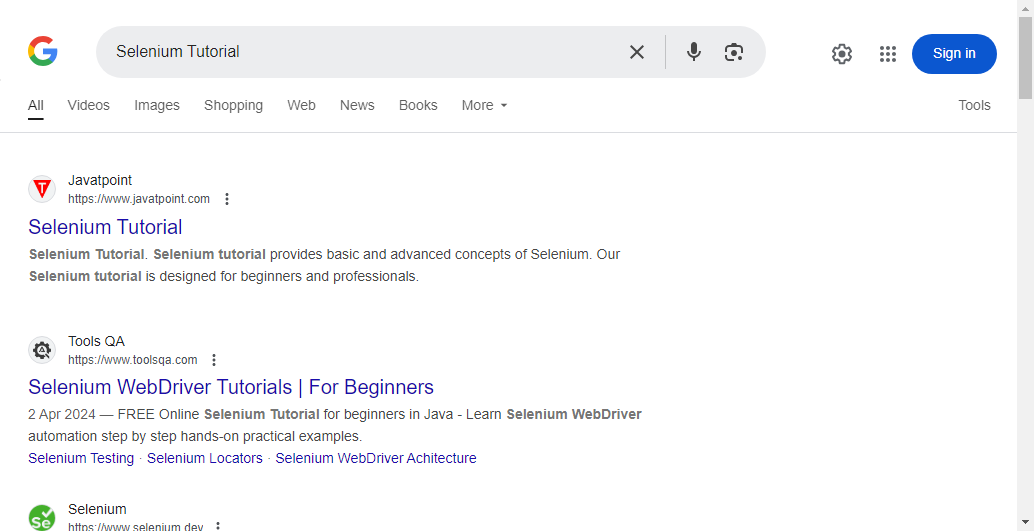 Selenium Tutorial
Sign in
All Videos Images Shopping Web News Books More Tools
Javatpoint
https://www.javatpoint.com
Selenium Tutorial
Selenium Tutorial. Selenium tutorial provides basic and advanced concepts of Selenium. Our
Selenium tutorial is designed for beginners and professionals.
Tools QA
https://www.toolsqa.com
Selenium WebDriver Tutorials | For Beginners
2 Apr 2024 — FREE Online Selenium Tutorial for beginners in Java - Learn Selenium WebDriver
automation step by step hands-on practical examples.
Selenium Testing · Selenium Locators · Selenium WebDriver Achitecture
Selenium
https://www.selenium.dev